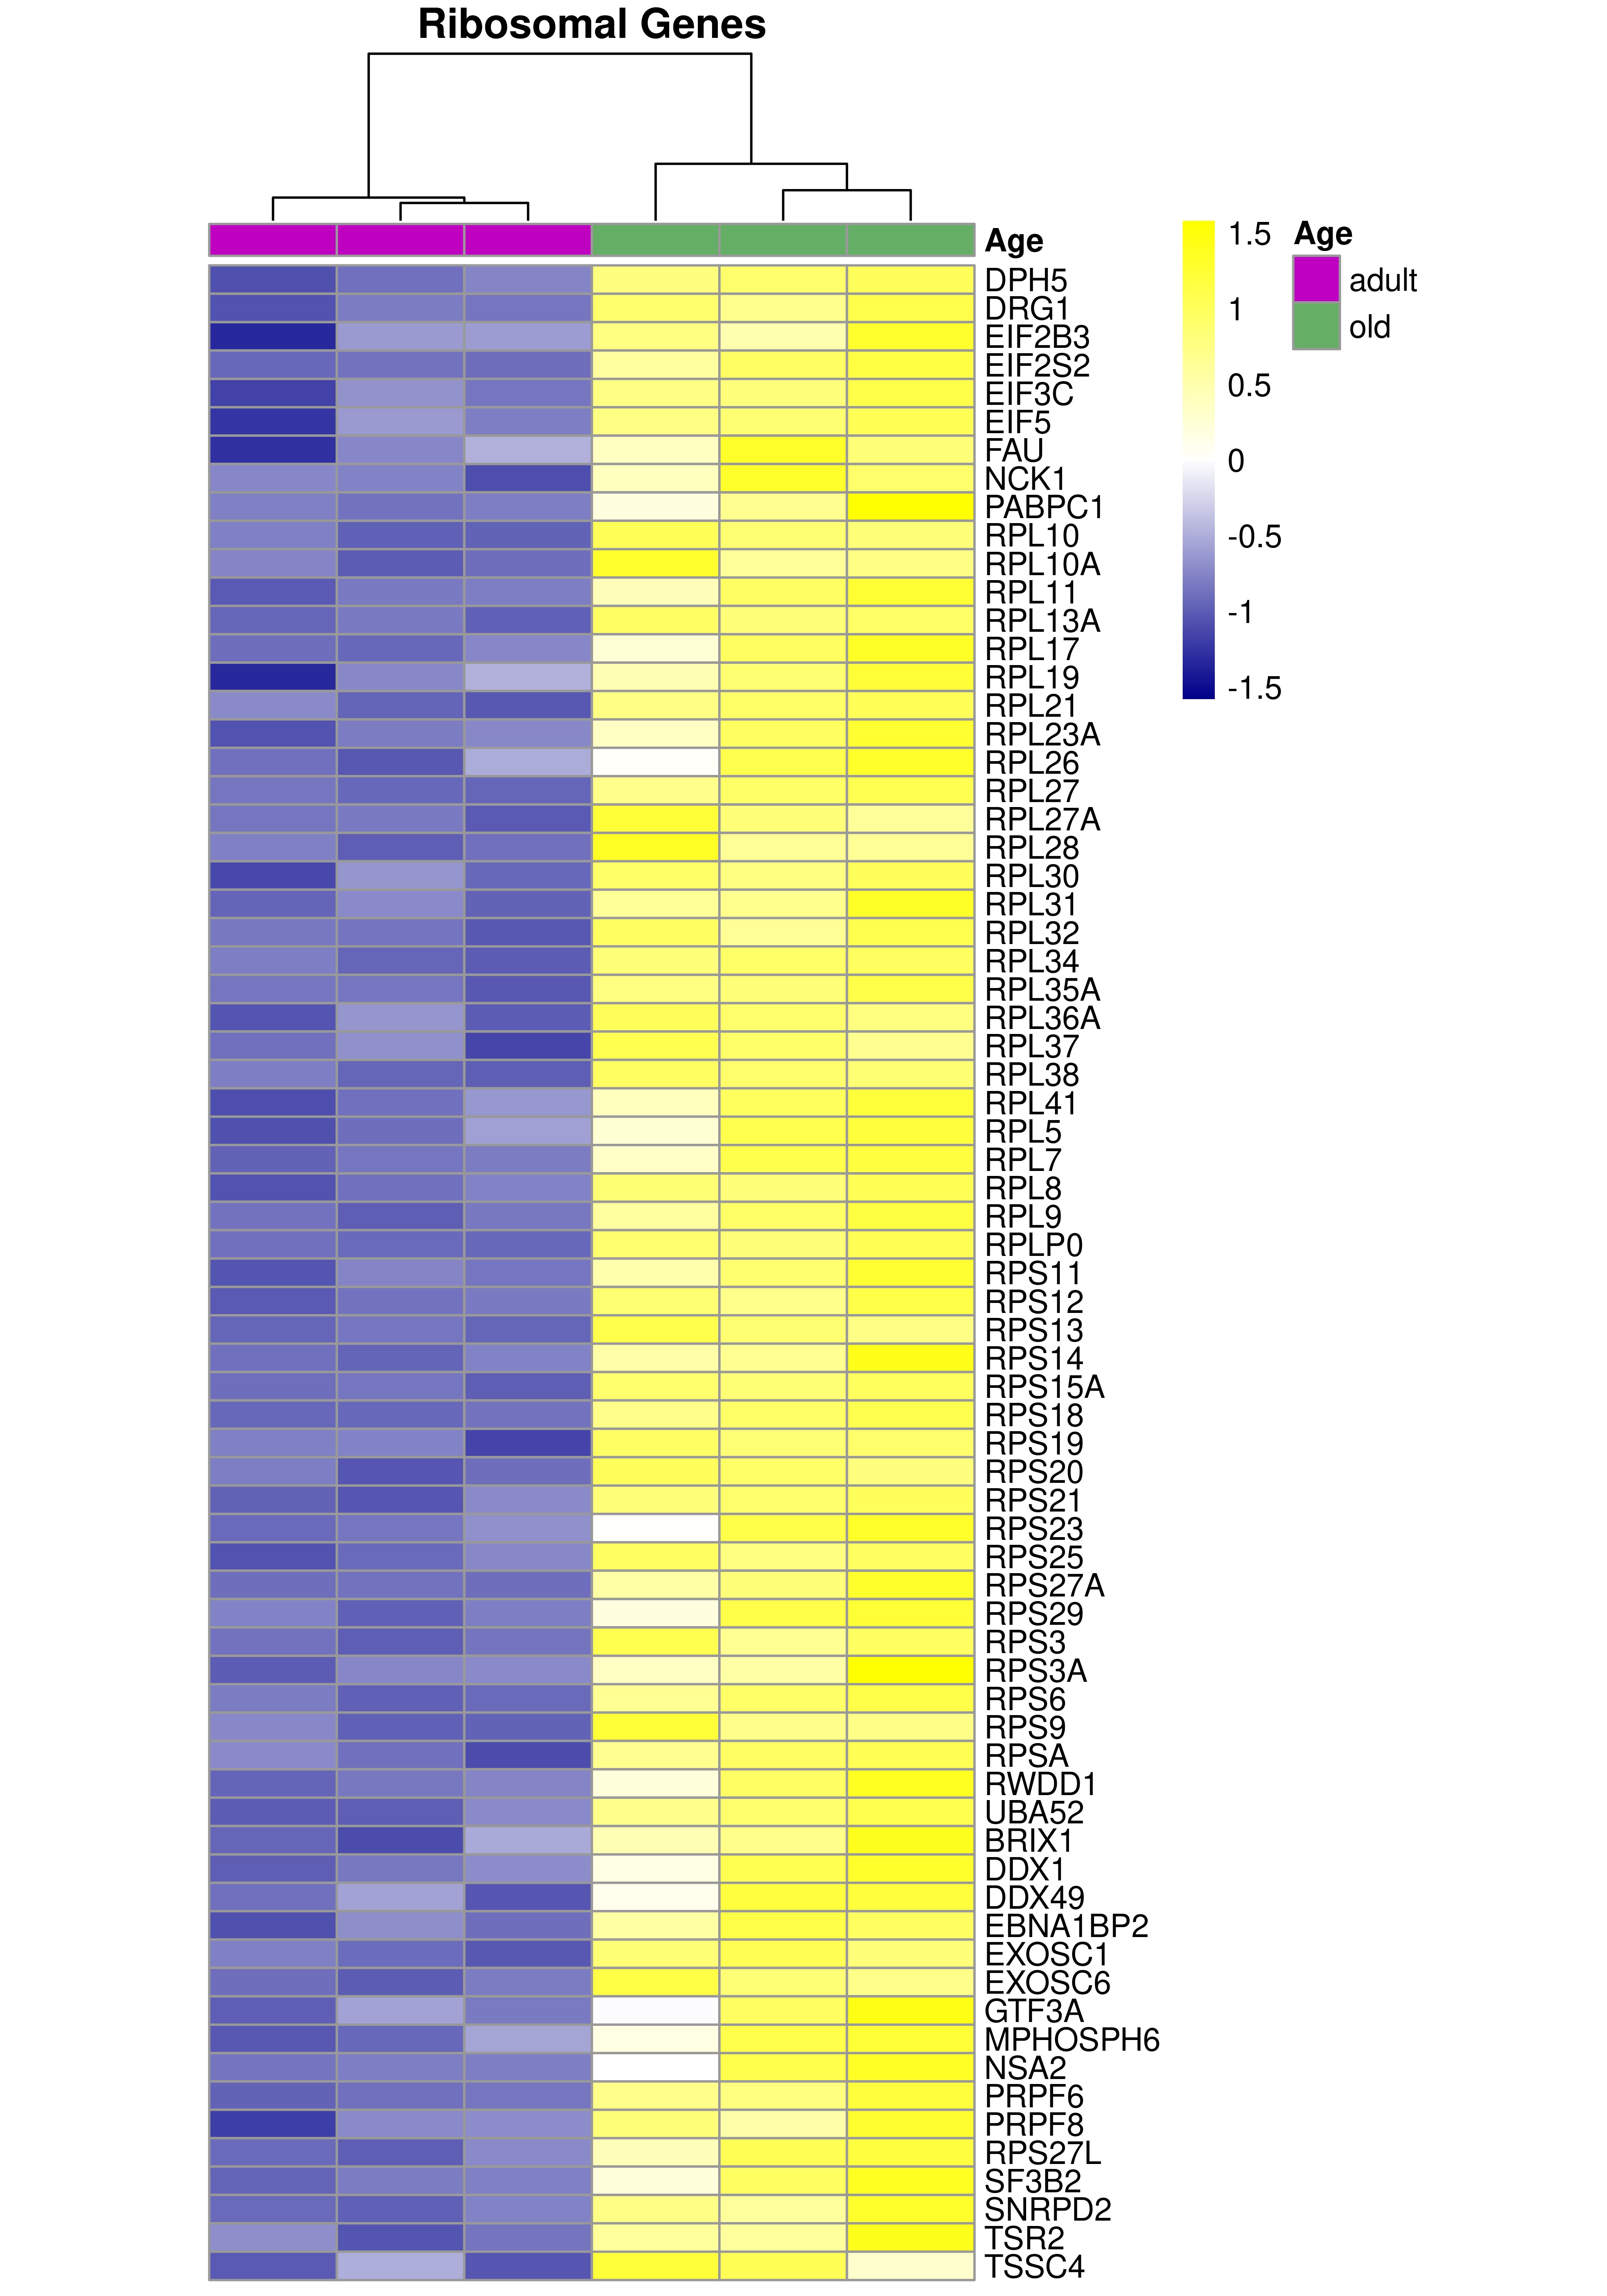 Ribosomal Genes
Age
DPH5
DRG1
EIF2B3
EIF2S2
EIF3C
EIF5
FAU
NCK1
PABPC1
RPL10
RPL10A
RPL11
RPL13A
RPL17
RPL19
RPL21
RPL23A
RPL26
RPL27
RPL27A
RPL28
RPL30
RPL31
RPL32
RPL34
RPL35A
RPL36A
RPL37
RPL38
RPL41
RPL5
RPL7
RPL8
RPL9
RPLP0
RPS11
RPS12
RPS13
RPS14
RPS15A
RPS18
RPS19
RPS20
RPS21
RPS23
RPS25
RPS27A
RPS29
RPS3
RPS3A
RPS6
RPS9
RPSA
RWDD1
UBA52
BRIX1
DDX1
DDX49
EBNA1BP2
EXOSC1
EXOSC6
GTF3A
MPHOSPH6
NSA2
PRPF6
PRPF8
RPS27L
SF3B2
SNRPD2
TSR2
TSSC4
1.5
1
0.5
0
-0.5
-1
-1.5
Age
adult
old